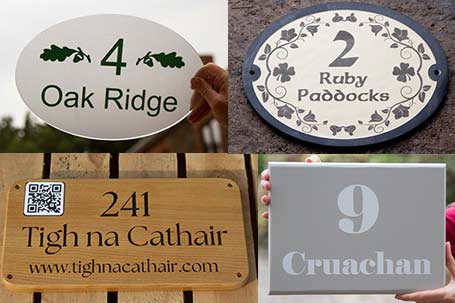 4
Oak Ridge
2
Ruby
Paddocks
241
Tigh na Cathair
www.tighnacathair.com
9
Cruachan